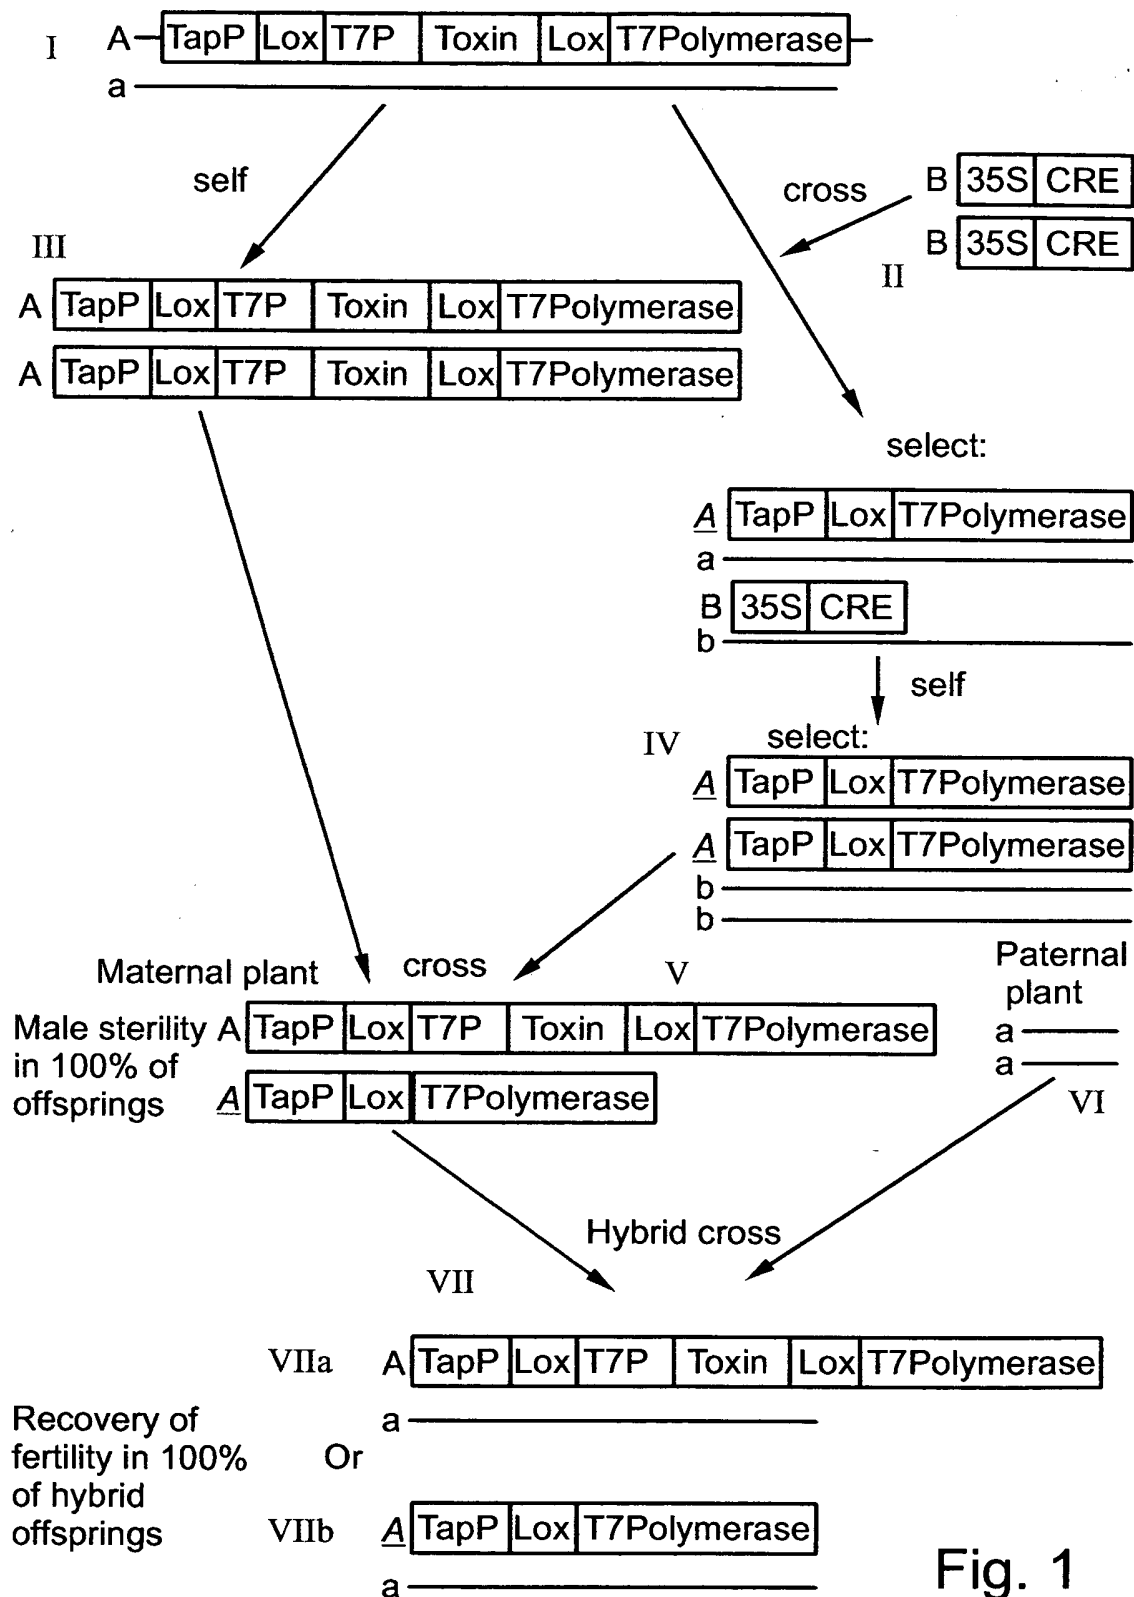 I
A TapP Lox T7P Toxin Lox T7Polymerase
a
self
cross
B 35S CRE
B 35S CRE
II
III
A TapP Lox T7P Toxin Lox T7Polymerase
A TapP Lox T7P Toxin Lox T7Polymerase
select:
A TapP Lox T7Polymerase
a
B 35S CRE
b
self
IV select:
A TapP Lox T7Polymerase
A TapP Lox T7Polymerase
b
b
Maternal plant cross V
Paternal
plant
a
a
VI
Male sterility
in 100% of
offsprings
A TapP Lox T7P Toxin Lox T7Polymerase
A TapP Lox T7Polymerase
Hybrid cross
VII
VIIa A TapP Lox T7P Toxin Lox T7Polymerase
a
Recovery of
fertility in 100%
of hybrid
offsprings
Or
VIIb A TapP Lox T7Polymerase
a
Fig. 1